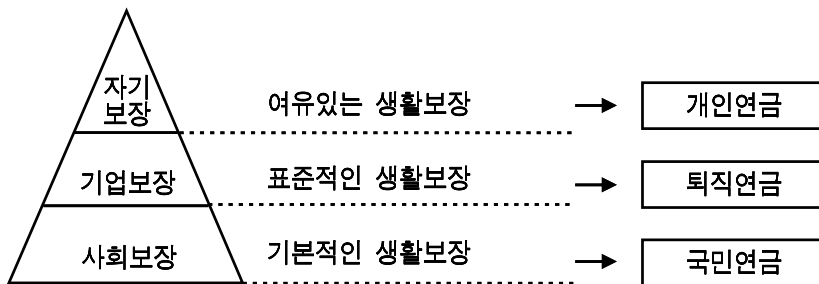 자기
보장
여유있는 생활보장
개인연금
기업보장
표준적인 생활보장
퇴직연금
사회보장
기본적인 생활보장
국민연금